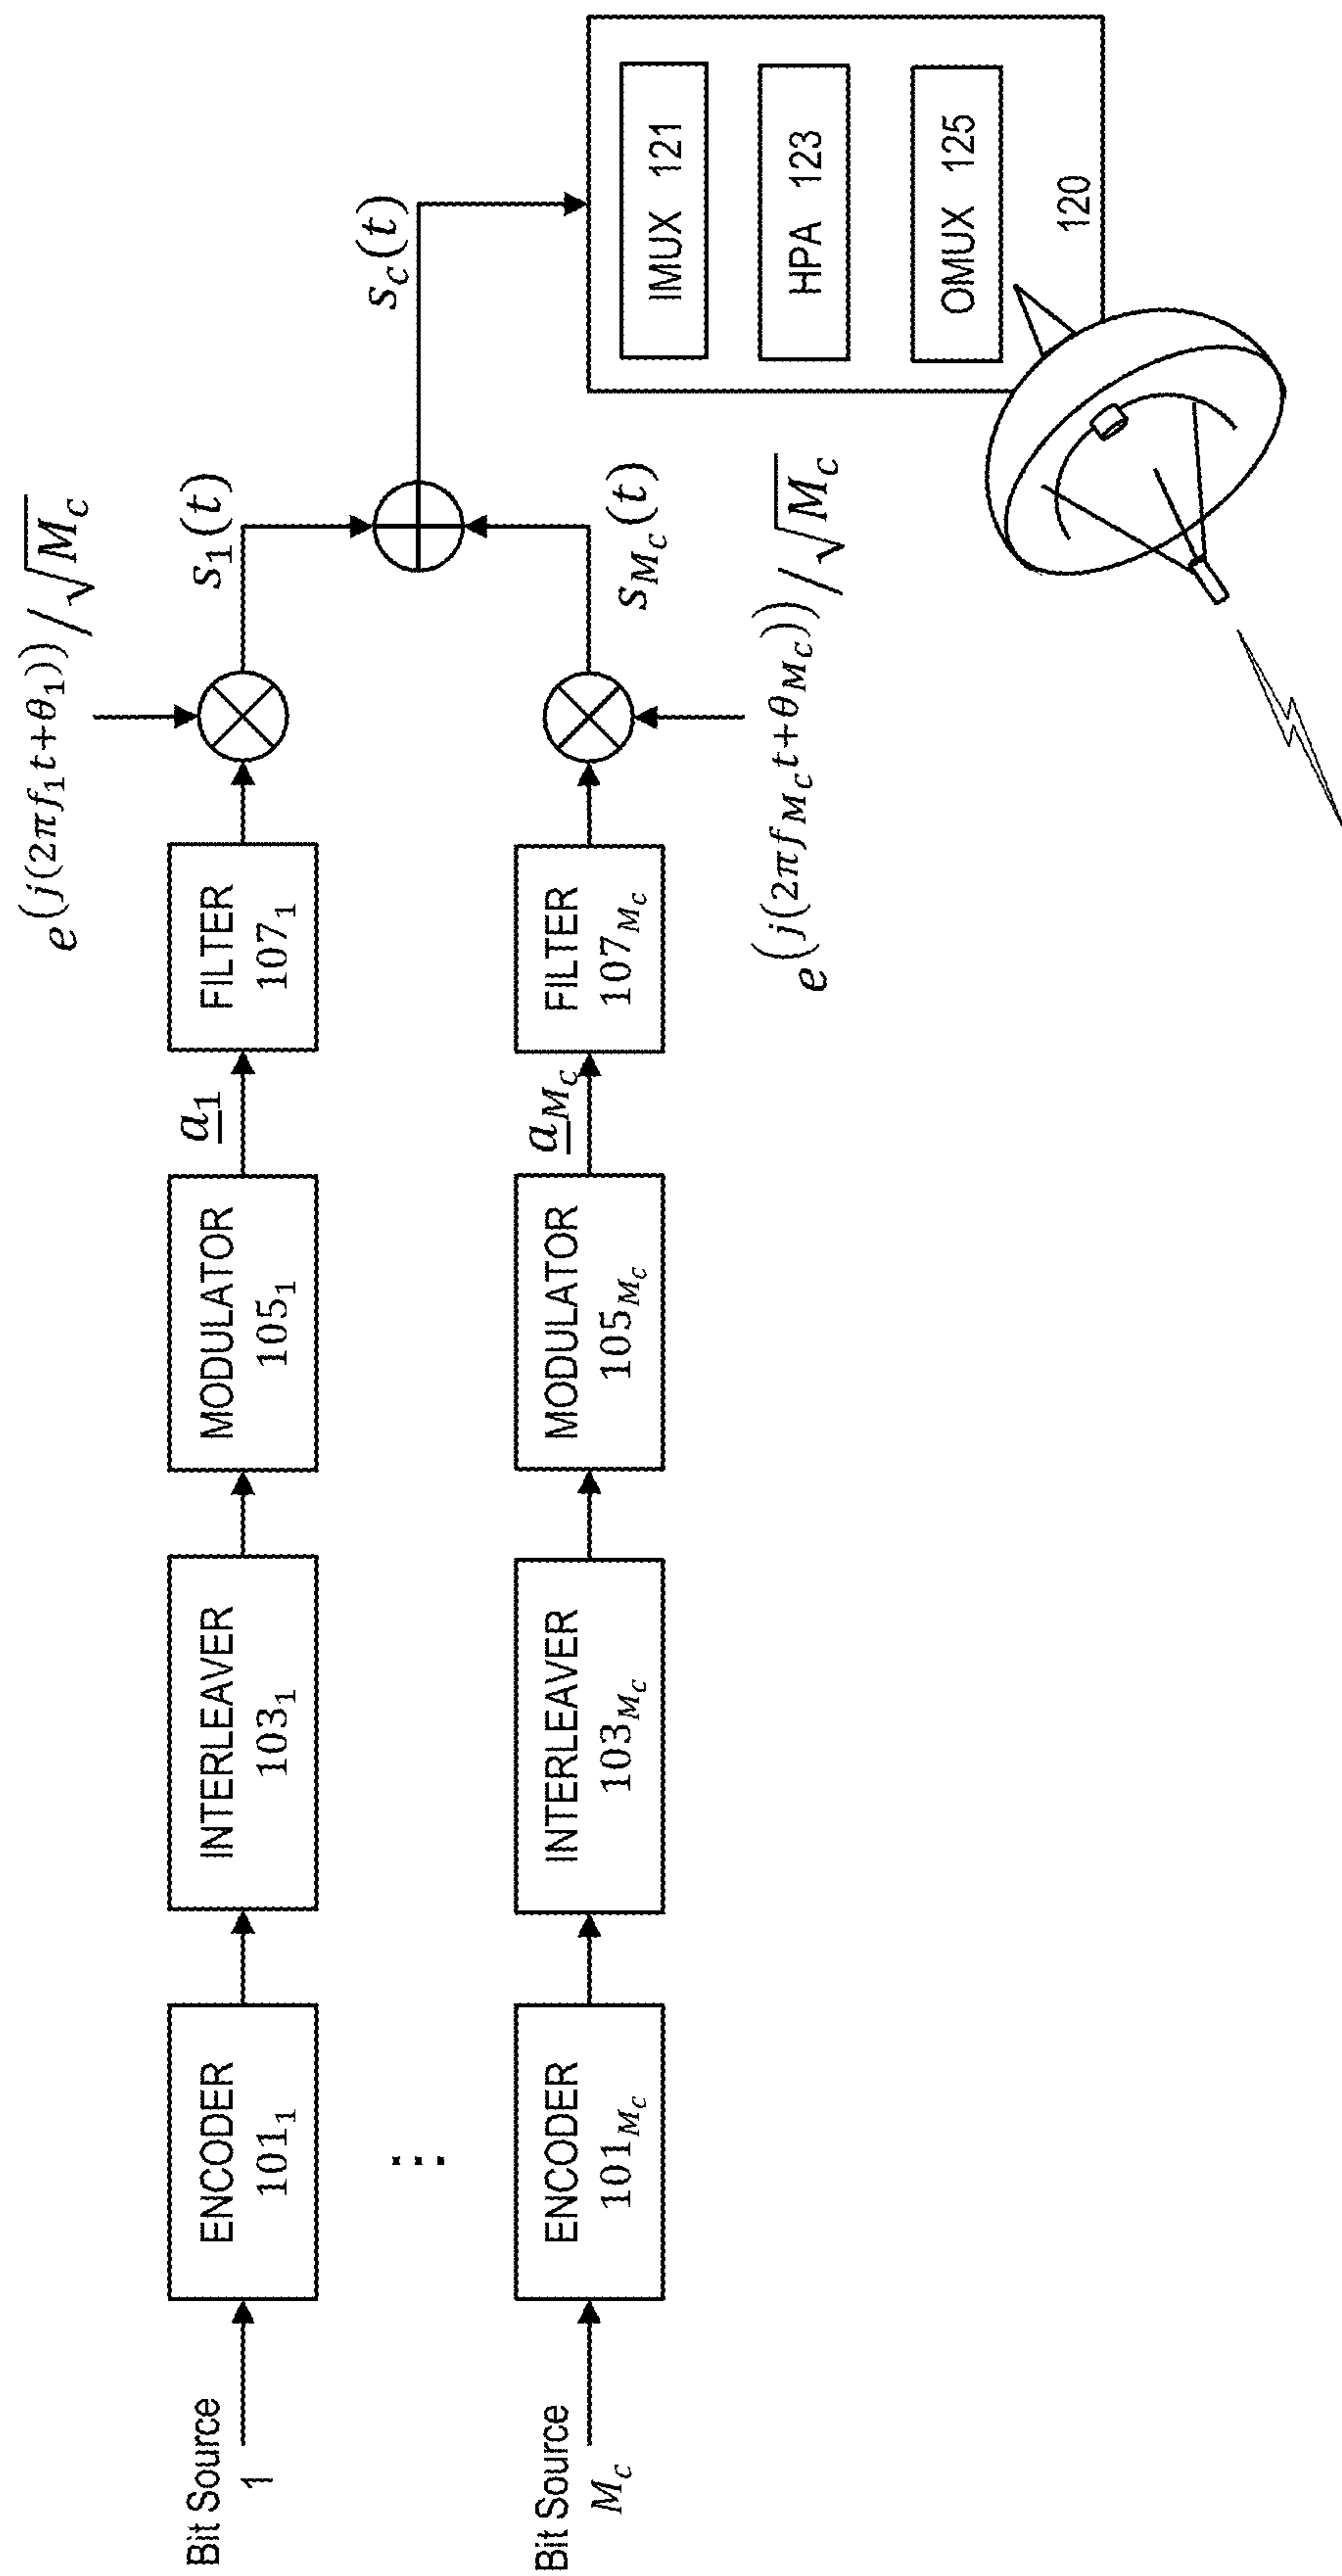 Bit Source
1
ENCODER
101₁
INTERLEAVER
103₁
MODULATOR
105₁
a₁
FILTER
107₁
e^(j(2πf₁t+θ₁))/√M_c
s₁(t)
⋮
Bit Source
M_c
ENCODER
101_{M_c}
INTERLEAVER
103_{M_c}
MODULATOR
105_{M_c}
a_{M_c}
FILTER
107_{M_c}
e^(j(2πf_{M_c}t+θ_{M_c}))/√M_c
s_{M_c}(t)
s_c(t)
IMUX 121
HPA 123
OMUX 125
120